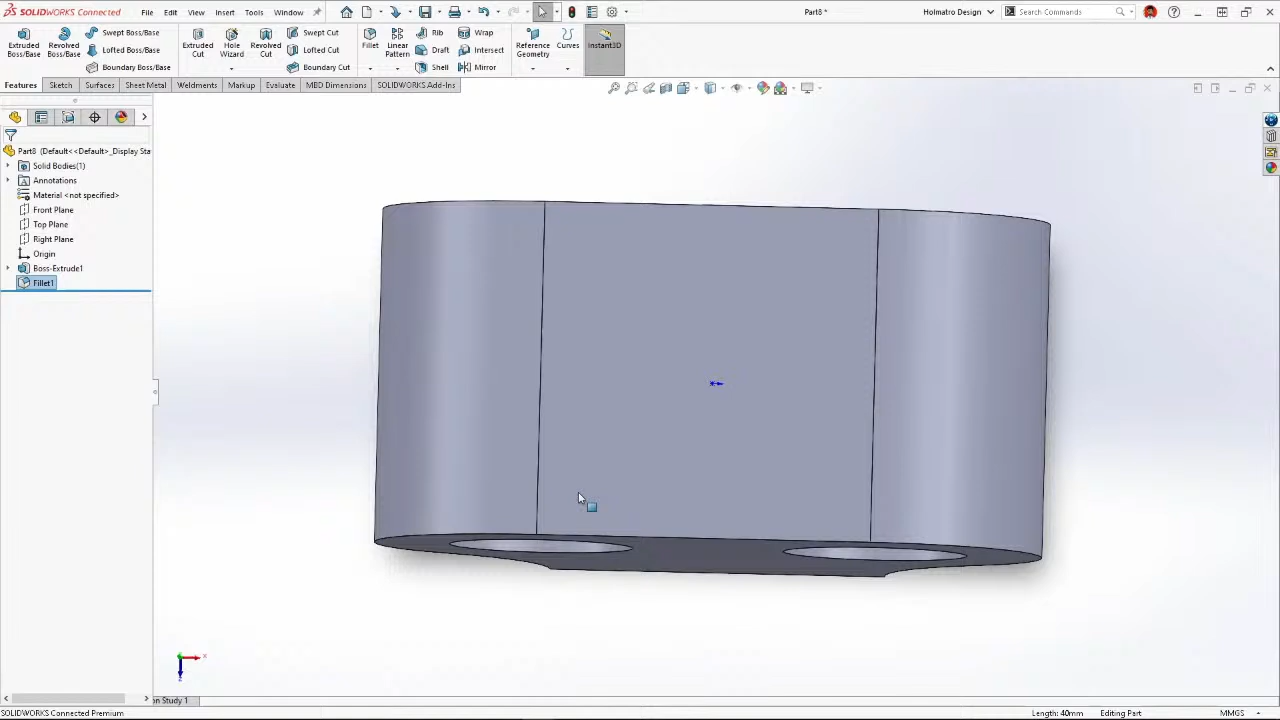 SOLIDWORKS CONNECTED File Edit View Insert Tools Window Part8 * Holmatro Design Search Commands
Extruded Boss/Base
Revolved Boss/Base
Swept Boss/Base
Lofted Boss/Base
Boundary Boss/Base
Extruded Cut
Hole Wizard
Revolved Cut
Swept Cut
Lofted Cut
Boundary Cut
Fillet
Linear Pattern
Rib
Draft
Shell
Wrap
Intersect
Mirror
Reference Geometry
Curves
Instant3D
Features Sketch Surfaces Sheet Metal Weldments Markup Evaluate MBD Dimensions SOLIDWORKS Add-Ins
Part8 (Default<<Default>_Display Sta
Solid Bodies(1)
Annotations
Material <not specified>
Front Plane
Top Plane
Right Plane
Origin
Boss-Extrude1
Fillet1
on Study 1
SOLIDWORKS Connected Premium Length: 40mm Editing Part MMGS